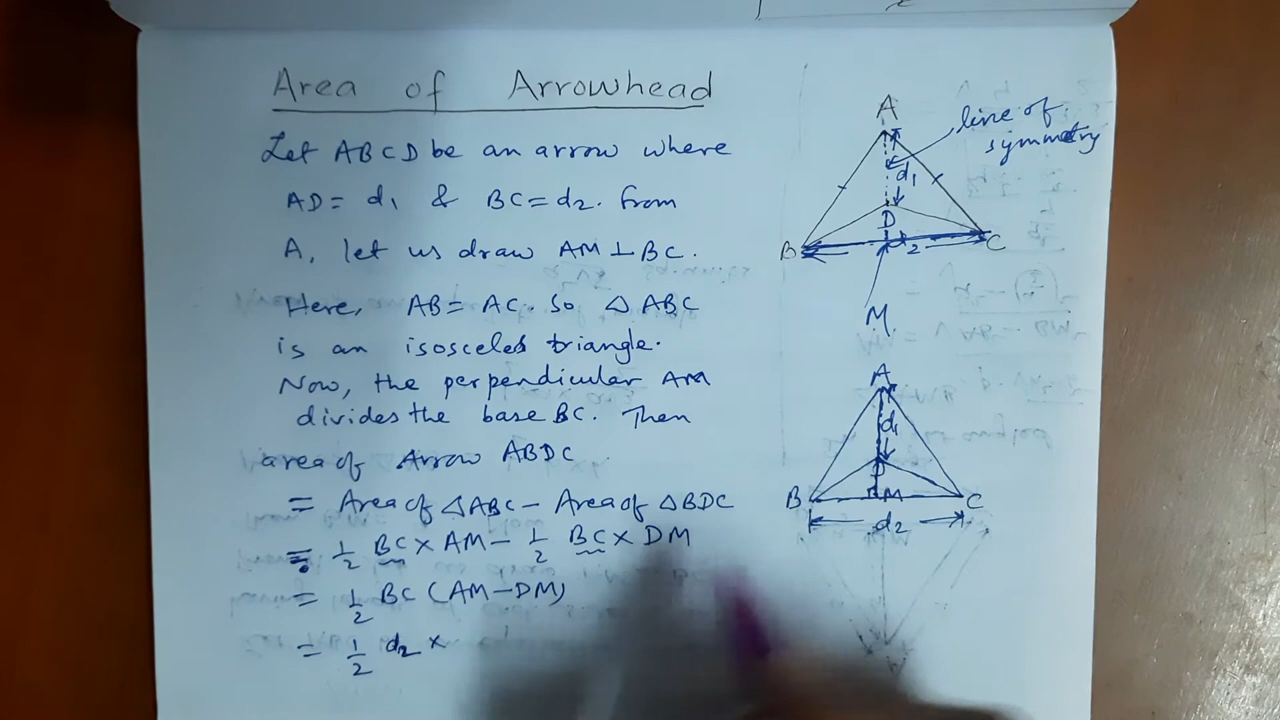 Area of Arrowhead
Let ABCD be an arrow where
AD = d₁ & BC = d₂. From
A, let us draw AM ⊥ BC.
Here, AB = AC. So △ ABC
is an isosceles triangle.
Now, the perpendicular AM
divides the base BC. Then
area of Arrow ABDC
= Area of △ABC − Area of △BDC
= 1/2 BC × AM − 1/2 BC × DM
= 1/2 BC (AM − DM)
= 1/2 d₂ ×
A
line of
symmetry
d₁
D
B d₂ C
M
A
d₁
D
B M C
d₂